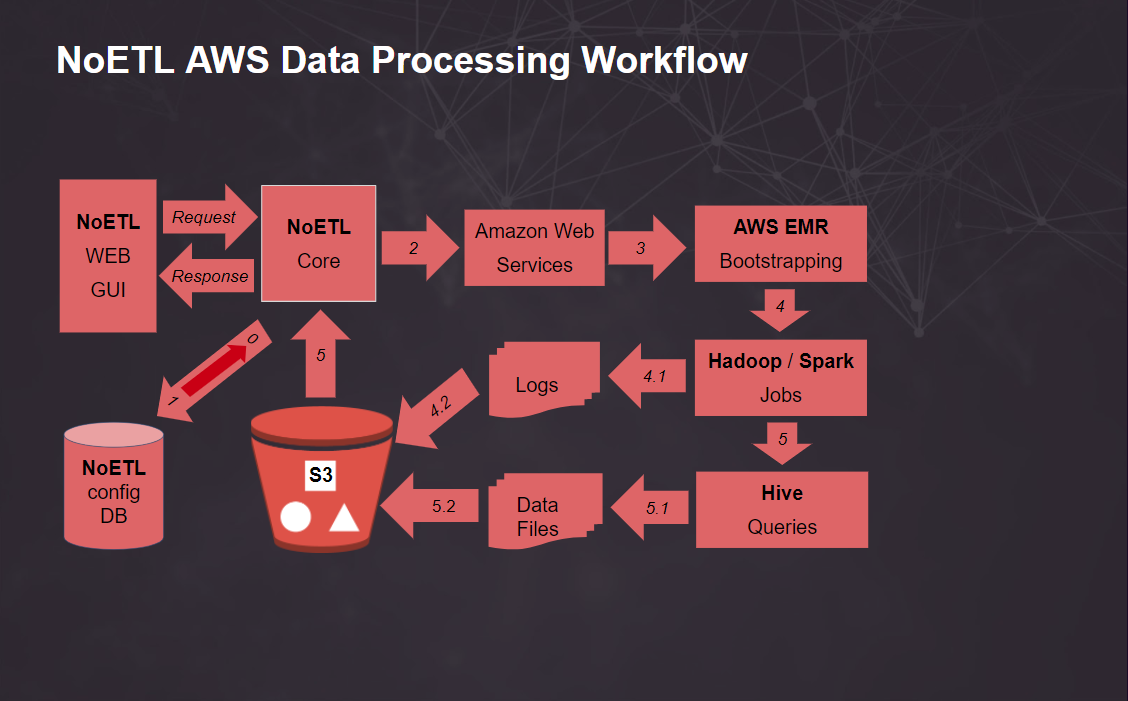 NoETL AWS Data Processing Workflow
NoETL
WEB
GUI
Request
Response
NoETL
Core
2
Amazon Web
Services
3
AWS EMR
Bootstrapping
4
Hadoop / Spark
Jobs
4.1
Logs
4.2
5
0
1
NoETL
config
DB
S3
5
Hive
Queries
5.1
Data
Files
5.2